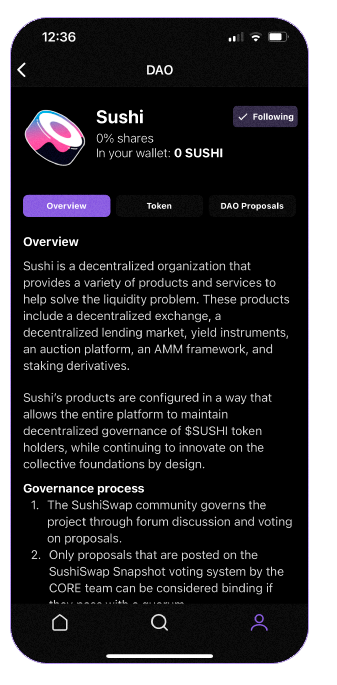 12:36
DAO
Sushi
Following
0% shares
In your wallet: 0 SUSHI
Overview
Token
DAO Proposals
Overview
Sushi is a decentralized organization that
provides a variety of products and services to
help solve the liquidity problem. These products
include a decentralized exchange, a
decentralized lending market, yield instruments,
an auction platform, an AMM framework, and
staking derivatives.
Sushi's products are configured in a way that
allows the entire platform to maintain
decentralized governance of $SUSHI token
holders, while continuing to innovate on the
collective foundations by design.
Governance process
1. The SushiSwap community governs the
project through forum discussion and voting
on proposals.
2. Only proposals that are posted on the
SushiSwap Snapshot voting system by the
CORE team can be considered binding if
they pass with a quorum